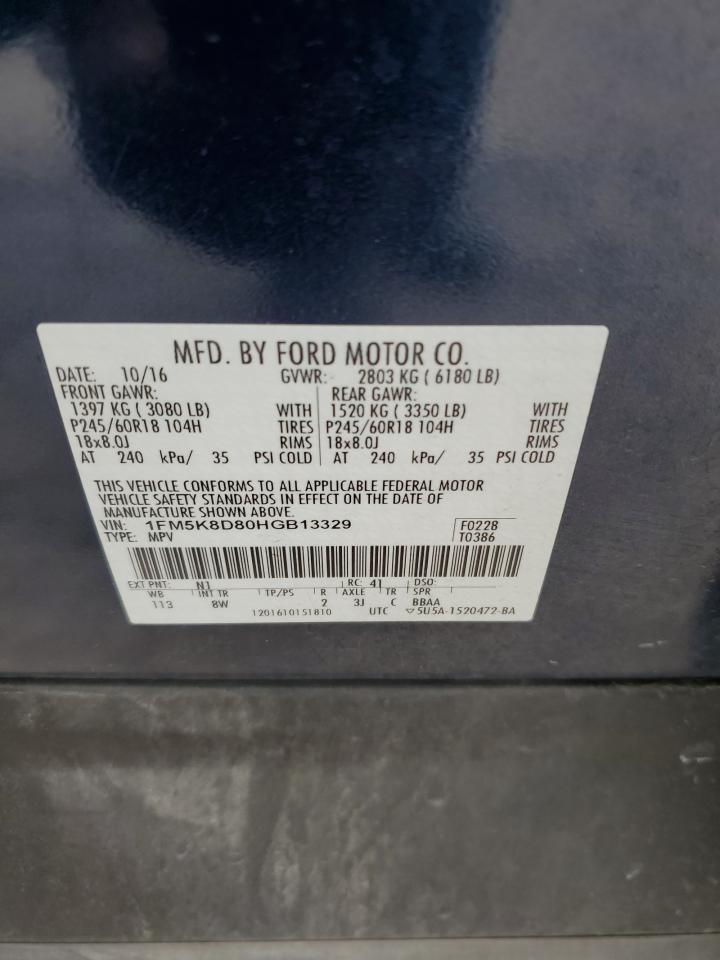 MFD. BY FORD MOTOR CO.
DATE: 10/16 GVWR: 2803 KG ( 6180 LB)
FRONT GAWR: REAR GAWR:
1397 KG ( 3080 LB) WITH 1520 KG ( 3350 LB) WITH
P245/60R18 104H TIRES P245/60R18 104H TIRES
18x8.0J RIMS 18x8.0J RIMS
AT 240 kPa/ 35 PSI COLD AT 240 kPa/ 35 PSI COLD
THIS VEHICLE CONFORMS TO ALL APPLICABLE FEDERAL MOTOR
VEHICLE SAFETY STANDARDS IN EFFECT ON THE DATE OF
MANUFACTURE SHOWN ABOVE.
VIN: 1FM5K8D80HGB13329 F0228
TYPE: MPV T0386
EXT PNT: N1 RC: 41 DSO:
WB INT TR TP/PS R AXLE TR SPR
113 8W 2 3J C BBAA
1201610151810 UTC ▽5U5A-1520472-BA